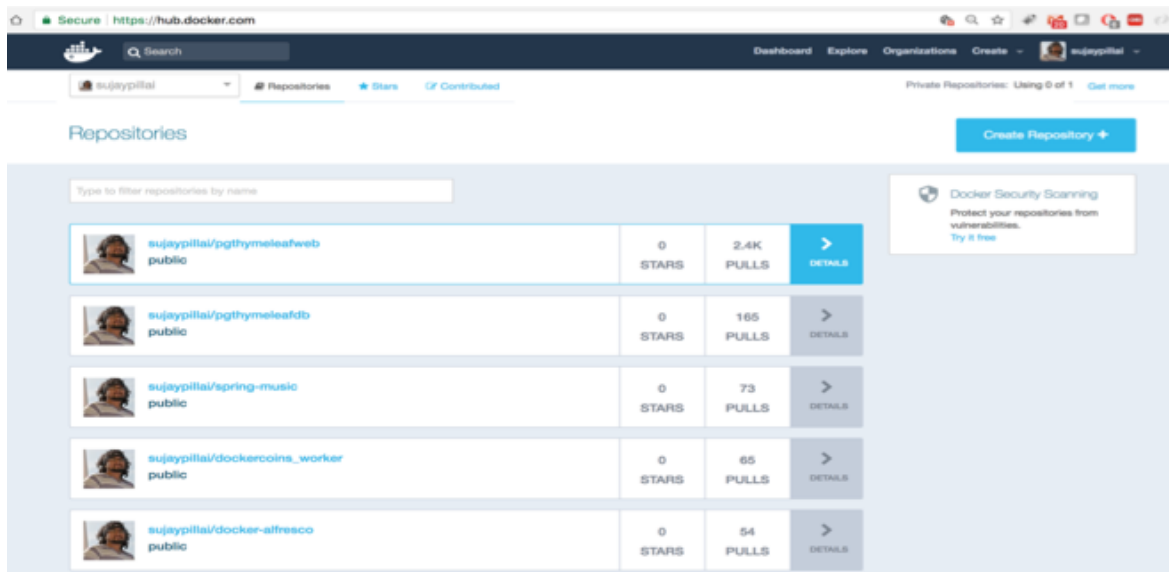 Secure https://hub.docker.com
Search
Dashboard Explore Organizations Create sujaypillai
sujaypillai Repositories Stars Contributed
Private Repositories: Using 0 of 1 Get more
Repositories
Create Repository +
Type to filter repositories by name
Docker Security Scanning
Protect your repositories from
vulnerabilities.
Try it free
sujaypillai/pgthymeleafweb
public
0
STARS
2.4K
PULLS
DETAILS
sujaypillai/pgthymeleafdb
public
0
STARS
165
PULLS
DETAILS
sujaypillai/spring-music
public
0
STARS
73
PULLS
DETAILS
sujaypillai/dockercoins_worker
public
0
STARS
65
PULLS
DETAILS
sujaypillai/docker-alfresco
public
0
STARS
54
PULLS
DETAILS